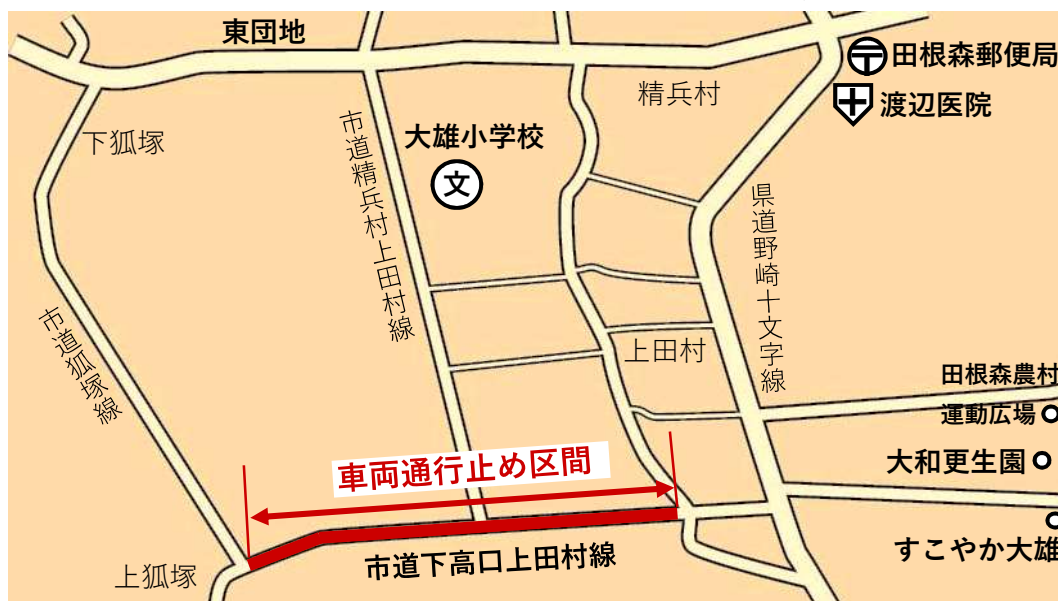 東団地
〒
田根森郵便局
渡辺医院
精兵村
下狐塚
大雄小学校
文
市道精兵村上田村線
県道野崎十文字線
市道狐塚線
上田村
田根森農村
運動広場
大和更生園
すこやか大雄
車両通行止め区間
市道下高口上田村線
上狐塚